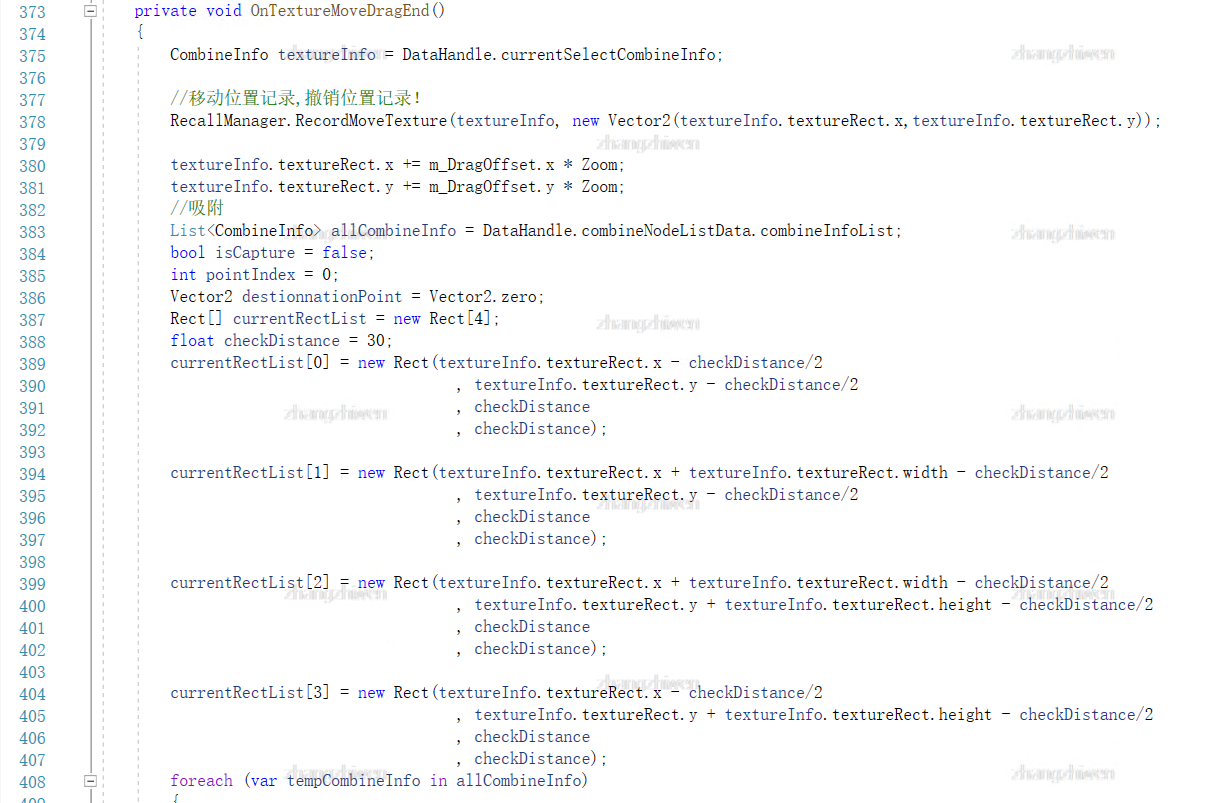 373 private void OnTextureMoveDragEnd()
374 {
375 CombineInfo textureInfo = DataHandle.currentSelectCombineInfo;
376
377 //移动位置记录,撤销位置记录!
378 RecallManager.RecordMoveTexture(textureInfo, new Vector2(textureInfo.textureRect.x,textureInfo.textureRect.y));
379
380 textureInfo.textureRect.x += m_DragOffset.x * Zoom;
381 textureInfo.textureRect.y += m_DragOffset.y * Zoom;
382 //吸附
383 List<CombineInfo> allCombineInfo = DataHandle.combineNodeListData.combineInfoList;
384 bool isCapture = false;
385 int pointIndex = 0;
386 Vector2 destionnationPoint = Vector2.zero;
387 Rect[] currentRectList = new Rect[4];
388 float checkDistance = 30;
389 currentRectList[0] = new Rect(textureInfo.textureRect.x - checkDistance/2
390 , textureInfo.textureRect.y - checkDistance/2
391 , checkDistance
392 , checkDistance);
393
394 currentRectList[1] = new Rect(textureInfo.textureRect.x + textureInfo.textureRect.width - checkDistance/2
395 , textureInfo.textureRect.y - checkDistance/2
396 , checkDistance
397 , checkDistance);
398
399 currentRectList[2] = new Rect(textureInfo.textureRect.x + textureInfo.textureRect.width - checkDistance/2
400 , textureInfo.textureRect.y + textureInfo.textureRect.height - checkDistance/2
401 , checkDistance
402 , checkDistance);
403
404 currentRectList[3] = new Rect(textureInfo.textureRect.x - checkDistance/2
405 , textureInfo.textureRect.y + textureInfo.textureRect.height - checkDistance/2
406 , checkDistance
407 , checkDistance);
408 foreach (var tempCombineInfo in allCombineInfo)
409 {